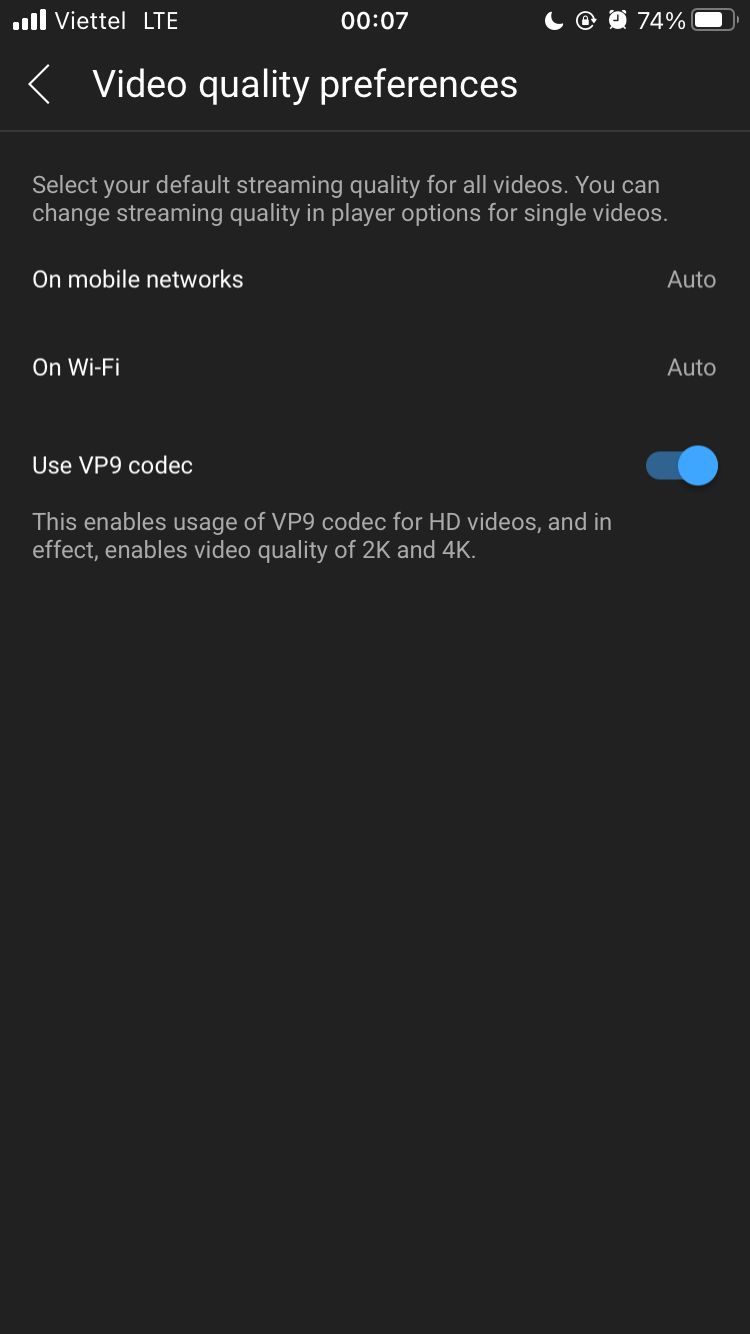 Viettel LTE 00:07 74%
Video quality preferences
Select your default streaming quality for all videos. You can
change streaming quality in player options for single videos.
On mobile networks Auto
On Wi-Fi Auto
Use VP9 codec
This enables usage of VP9 codec for HD videos, and in
effect, enables video quality of 2K and 4K.